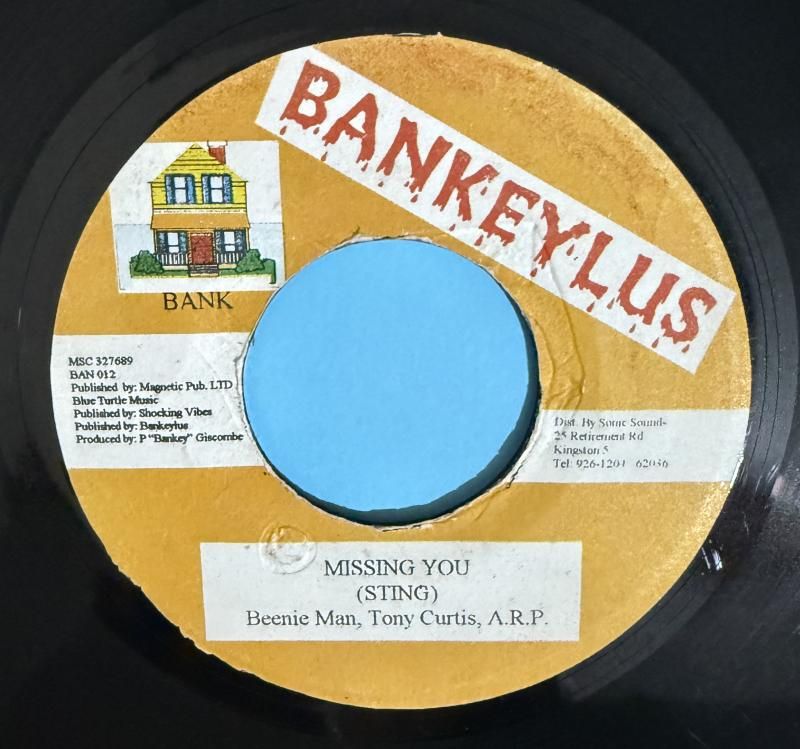 BANKEYLUS
BANK
MSC 327689
BAN 012
Published by: Magnetic Pub. LTD
Blue Turtle Music
Published by: Shocking Vibes
Published by: Bankeylus
Produced by: P "Bankey" Giscombe
Dist. By Sonic Sounds
25 Retirement Rd
Kingston 5
Tel: 926-1204 62036
MISSING YOU
(STING)
Beenie Man, Tony Curtis, A.R.P.